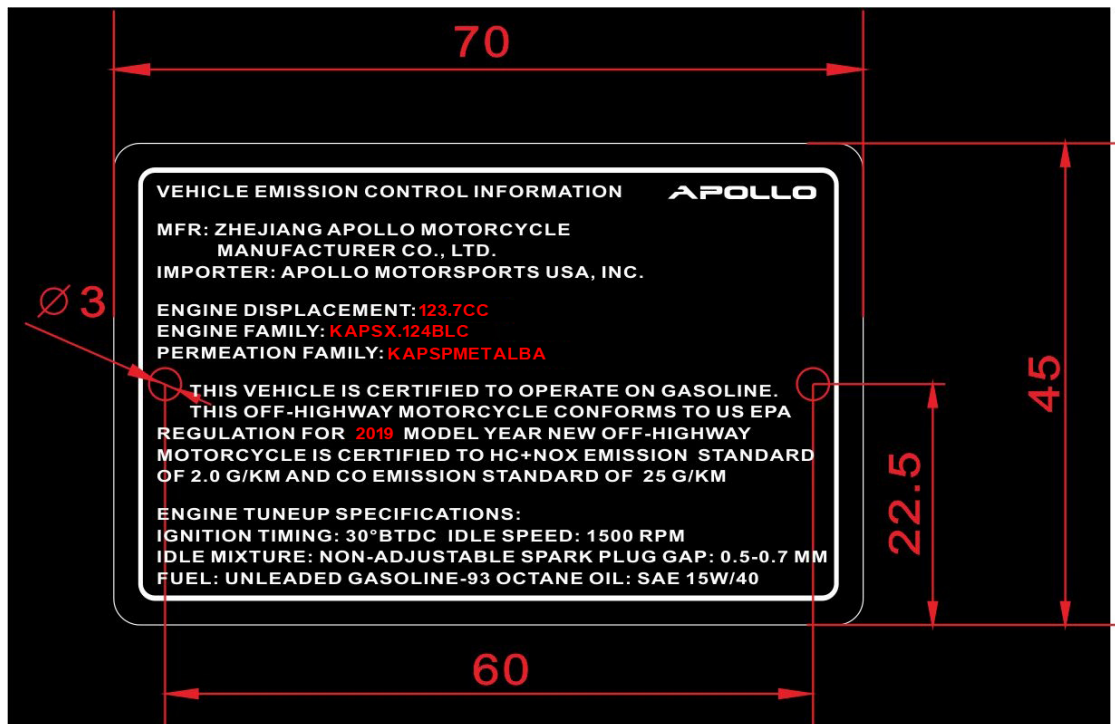 70
VEHICLE EMISSION CONTROL INFORMATION APOLLO
MFR: ZHEJIANG APOLLO MOTORCYCLE
MANUFACTURER CO., LTD.
IMPORTER: APOLLO MOTORSPORTS USA, INC.
ENGINE DISPLACEMENT: 123.7CC
ENGINE FAMILY: KAPSX.124BLC
PERMEATION FAMILY: KAPSPMETALBA
Ø 3
THIS VEHICLE IS CERTIFIED TO OPERATE ON GASOLINE.
THIS OFF-HIGHWAY MOTORCYCLE CONFORMS TO US EPA
REGULATION FOR 2019 MODEL YEAR NEW OFF-HIGHWAY
MOTORCYCLE IS CERTIFIED TO HC+NOX EMISSION STANDARD
OF 2.0 G/KM AND CO EMISSION STANDARD OF 25 G/KM
ENGINE TUNEUP SPECIFICATIONS:
IGNITION TIMING: 30°BTDC IDLE SPEED: 1500 RPM
IDLE MIXTURE: NON-ADJUSTABLE SPARK PLUG GAP: 0.5-0.7 MM
FUEL: UNLEADED GASOLINE-93 OCTANE OIL: SAE 15W/40
45
22.5
60